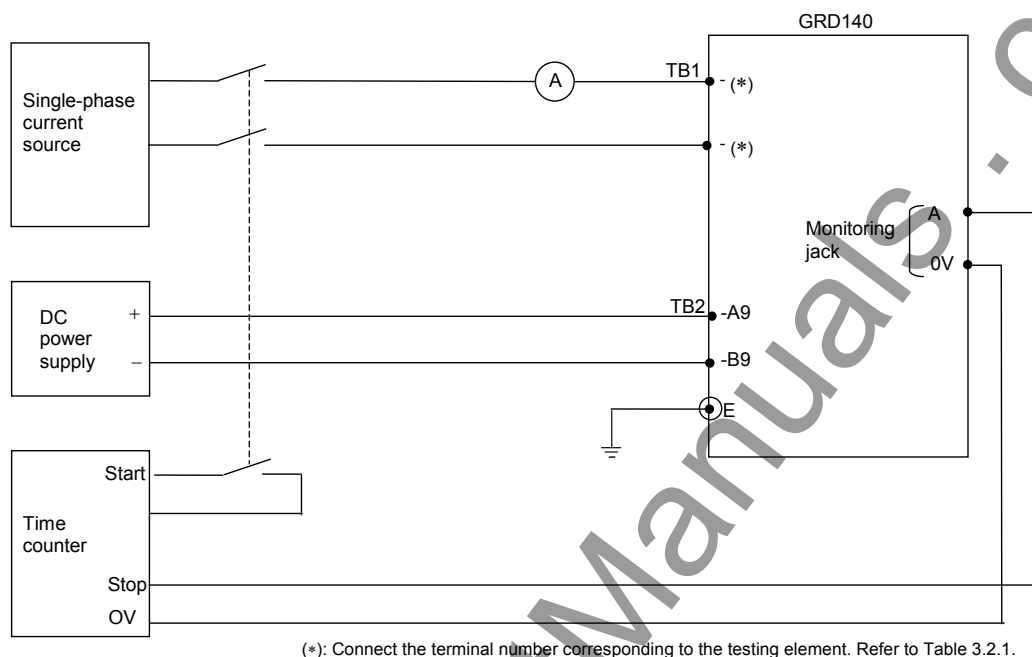 GRD140
Single-phase
current
source
A
TB1
- (*)
- (*)
Monitoring
jack
A
0V
DC
power
supply
+
−
TB2
-A9
-B9
E
Time
counter
Start
Stop
OV
(*): Connect the terminal number corresponding to the testing element. Refer to Table 3.2.1.
Manuals . c